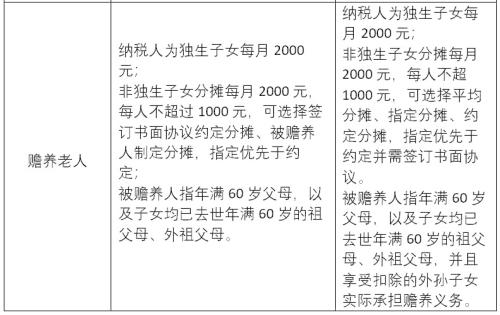 赡养老人
纳税人为独生子女每月 2000
元；
非独生子女分摊每月 2000 元，
每人不超过 1000 元，可选择签
订书面协议约定分摊、被赡养
人制定分摊，指定优先于约
定；
被赡养人指年满 60 岁父母，以
及子女均已去世年满 60 岁的祖
父母、外祖父母。
纳税人为独生子女每
月 2000 元；
非独生子女分摊每月
2000 元，每人不超
1000 元，可选择平均
分摊、指定分摊、约
定分摊，指定优先于
约定并需签订书面协
议。
被赡养人指年满 60 岁
父母，以及子女均已
去世年满 60 岁的祖父
母、外祖父母，并且
享受扣除的外孙子女
实际承担赡养义务。